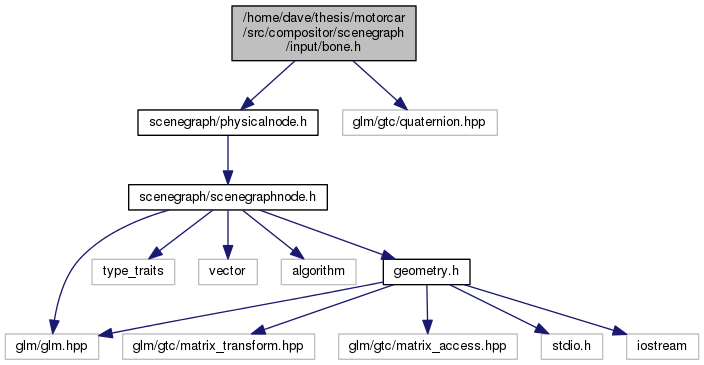 /home/dave/thesis/motorcar
/src/compositor/scenegraph
/input/bone.h
scenegraph/physicalnode.h
glm/gtc/quaternion.hpp
scenegraph/scenegraphnode.h
type_traits
vector
algorithm
geometry.h
glm/glm.hpp
glm/gtc/matrix_transform.hpp
glm/gtc/matrix_access.hpp
stdio.h
iostream